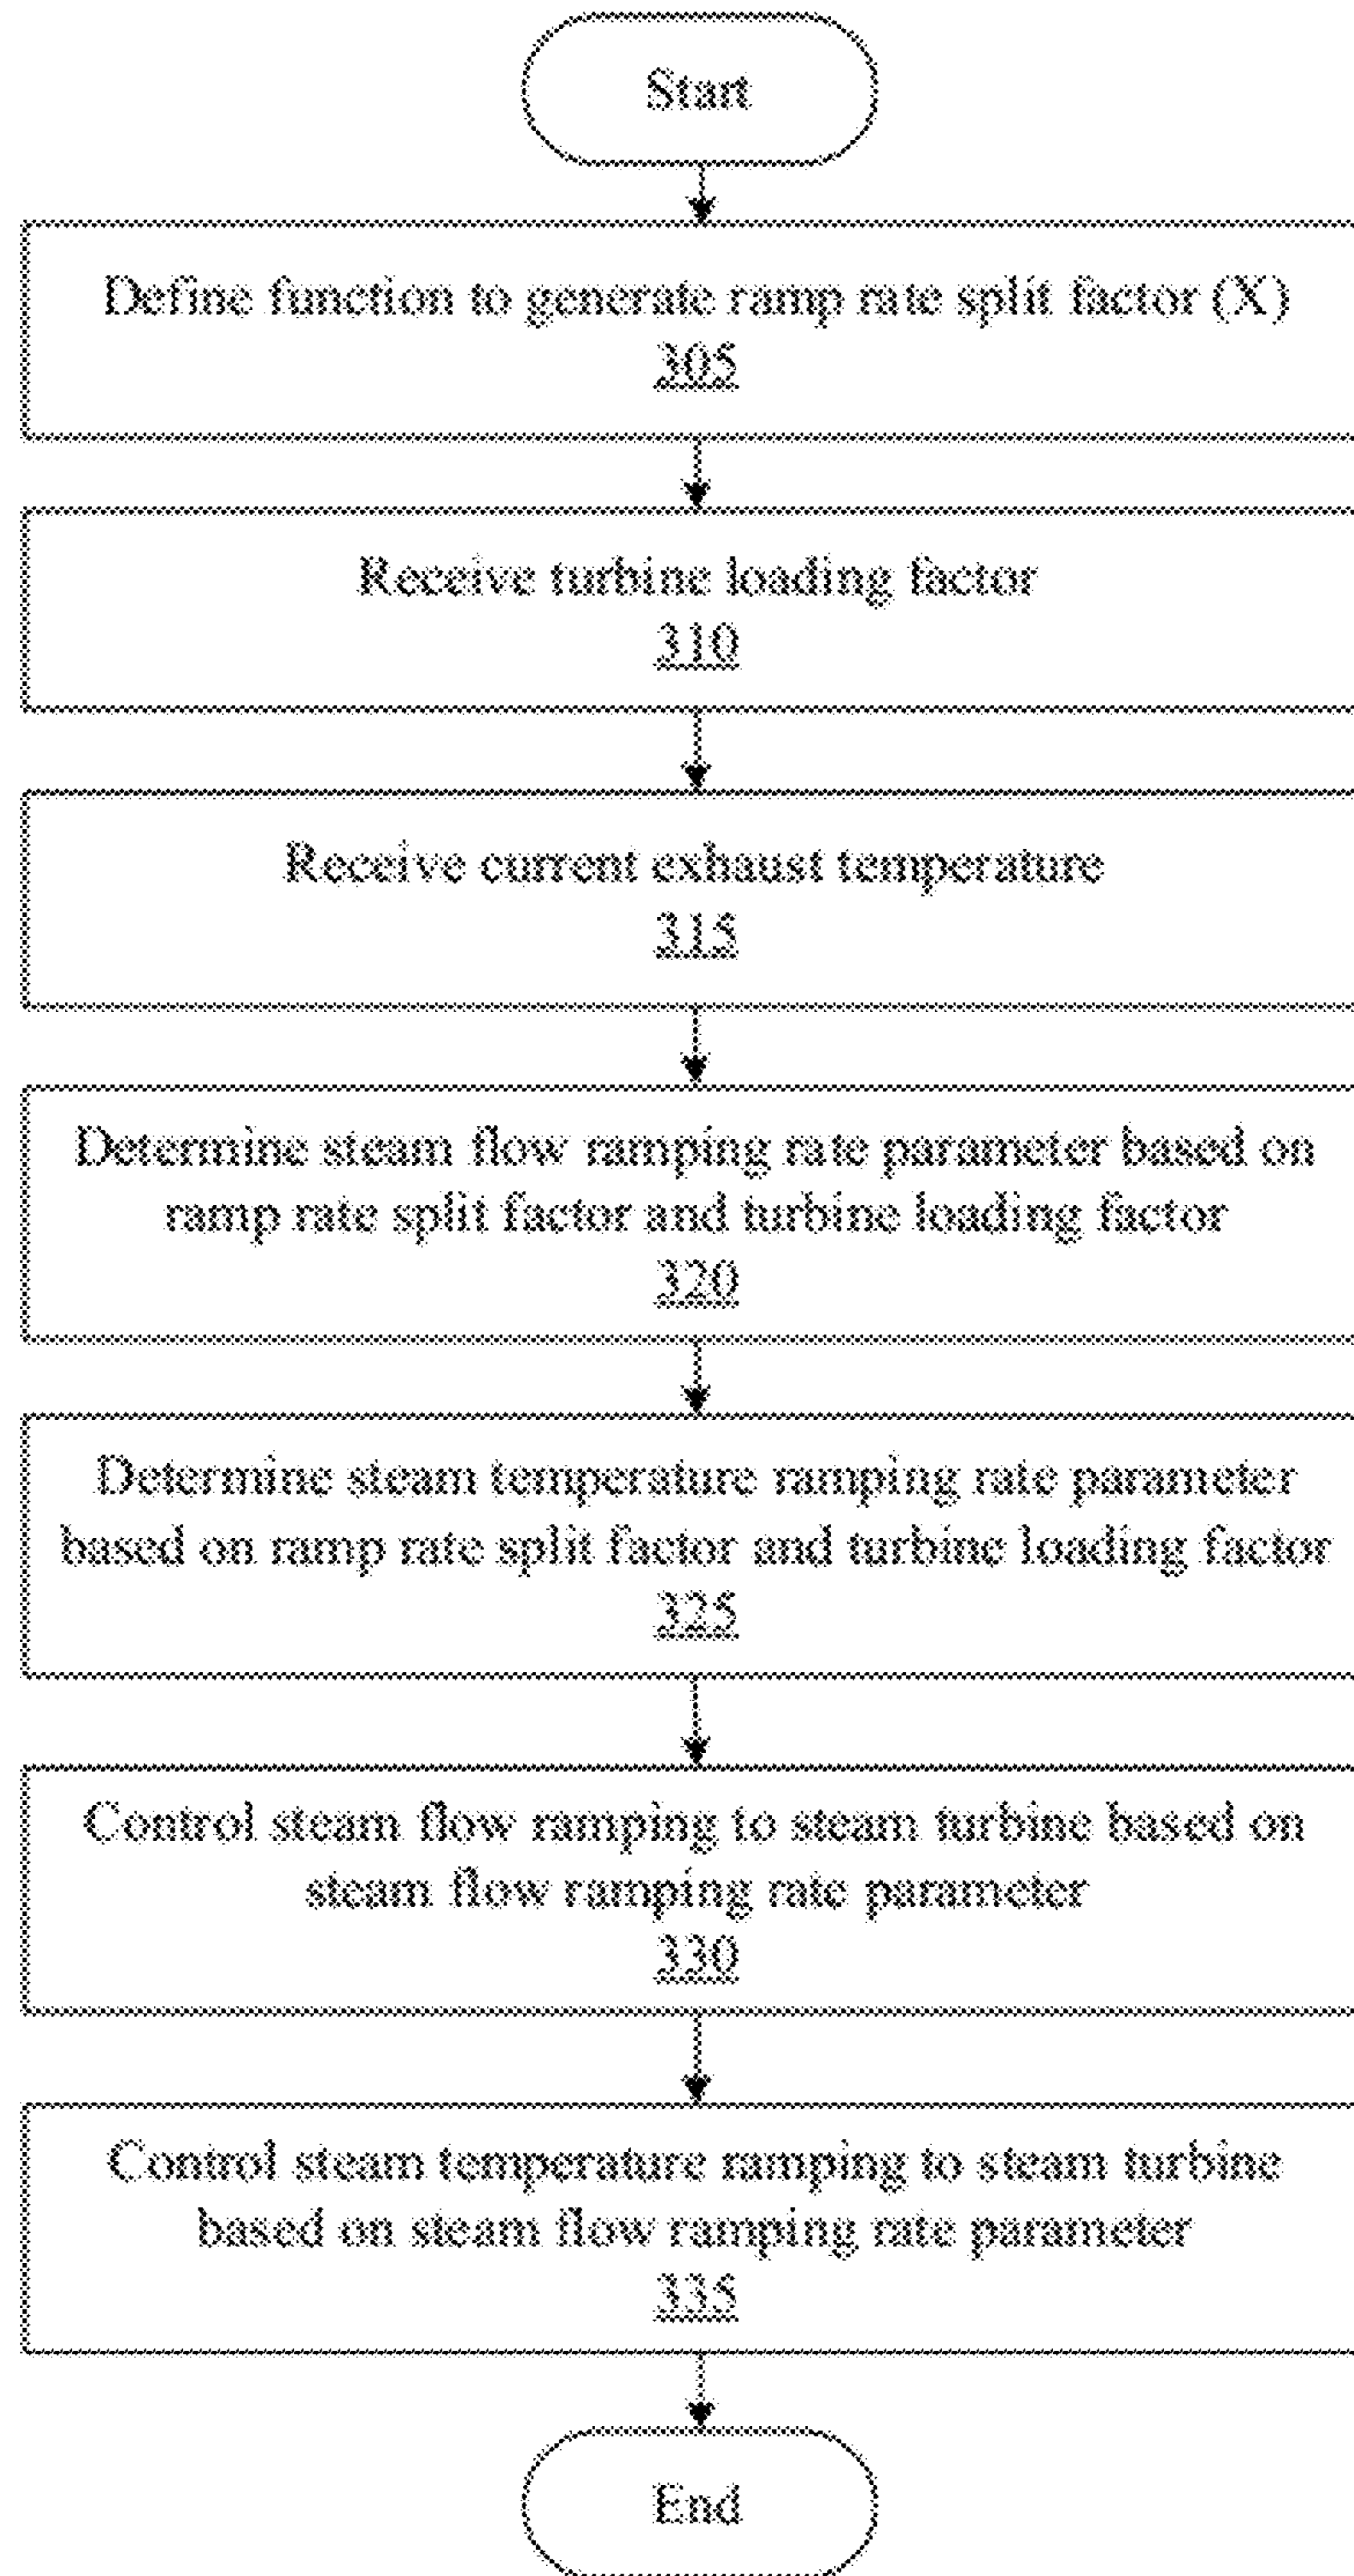 Start
Define function to generate ramp rate split factor (X)
305
Receive turbine loading factor
310
Receive current exhaust temperature
315
Determine steam flow ramping rate parameter based on
ramp rate split factor and turbine loading factor
320
Determine steam temperature ramping rate parameter
based on ramp rate split factor and turbine loading factor
325
Control steam flow ramping to steam turbine based on
steam flow ramping rate parameter
330
Control steam temperature ramping to steam turbine
based on steam flow ramping rate parameter
335
End